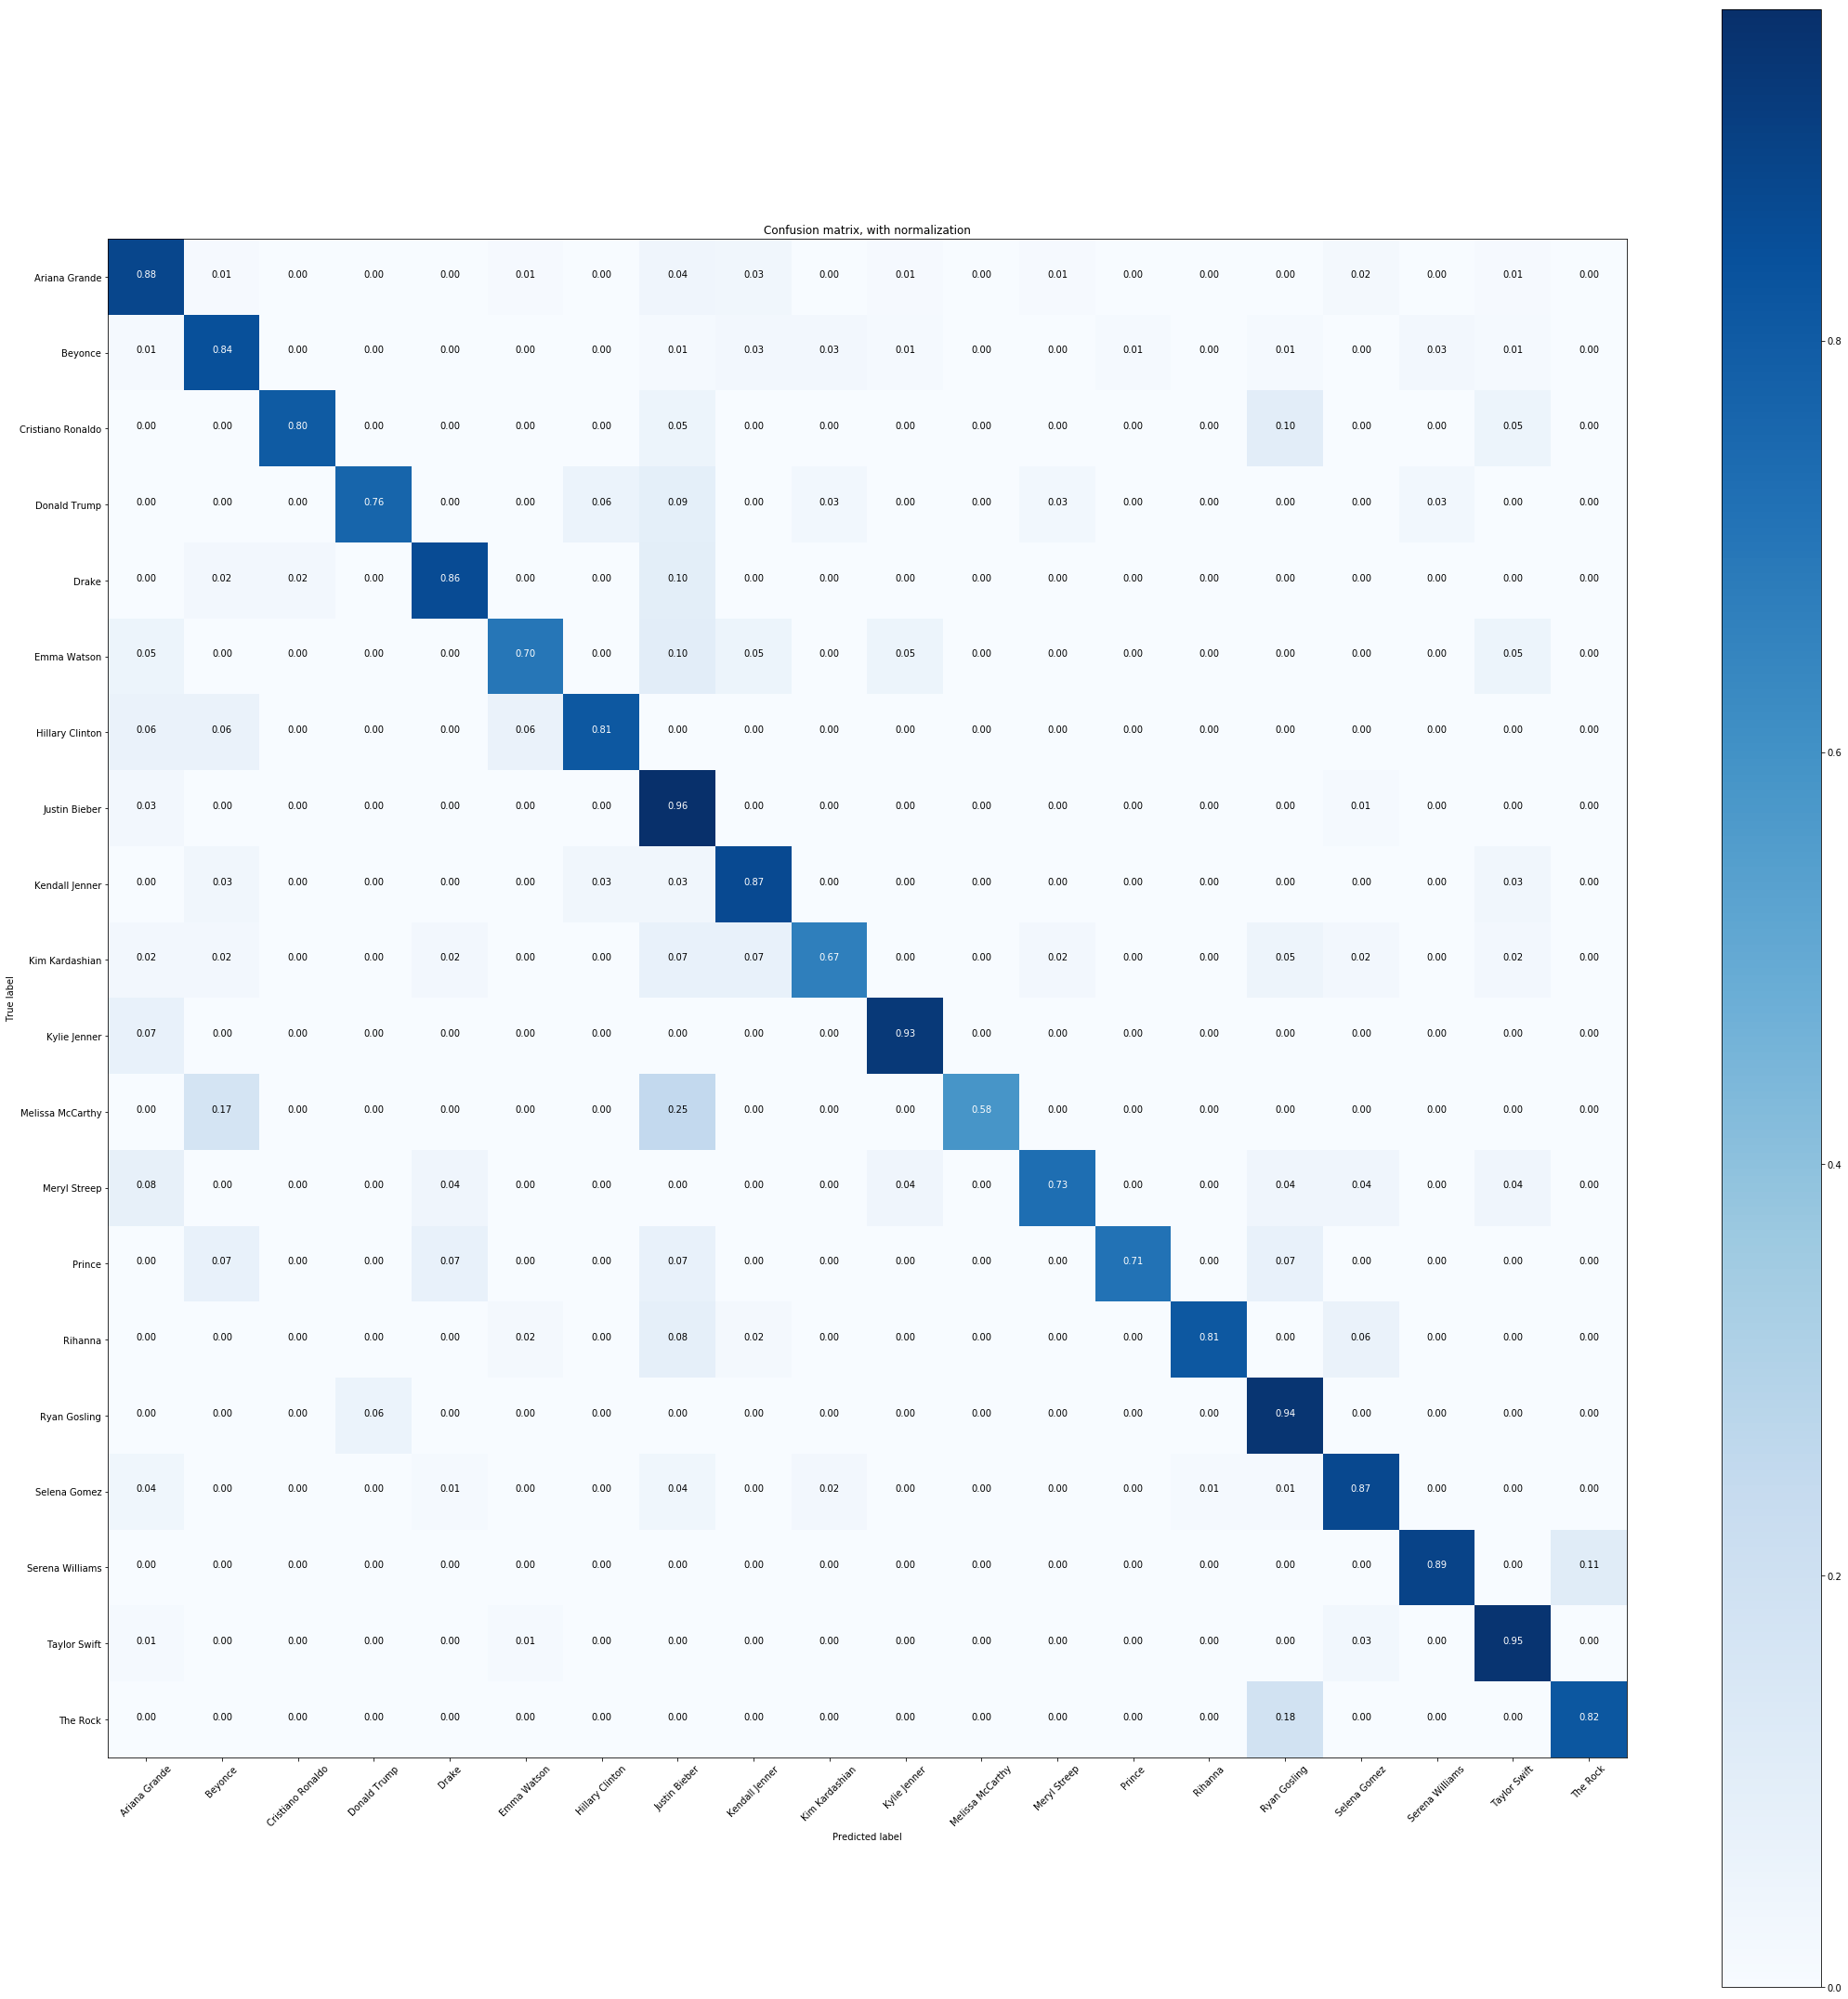 Confusion matrix, with normalization
Ariana Grande 0.88 0.01 0.00 0.00 0.00 0.01 0.00 0.04 0.03 0.00 0.01 0.00 0.01 0.00 0.00 0.00 0.02 0.00 0.01 0.00
Beyonce 0.01 0.84 0.00 0.00 0.00 0.00 0.00 0.01 0.03 0.03 0.01 0.00 0.00 0.01 0.00 0.01 0.00 0.03 0.01 0.00
0.8
Cristiano Ronaldo 0.00 0.00 0.80 0.00 0.00 0.00 0.00 0.05 0.00 0.00 0.00 0.00 0.00 0.00 0.00 0.10 0.00 0.00 0.05 0.00
Donald Trump 0.00 0.00 0.00 0.76 0.00 0.00 0.06 0.09 0.00 0.03 0.00 0.00 0.03 0.00 0.00 0.00 0.00 0.03 0.00 0.00
Drake 0.00 0.02 0.02 0.00 0.86 0.00 0.00 0.10 0.00 0.00 0.00 0.00 0.00 0.00 0.00 0.00 0.00 0.00 0.00 0.00
Emma Watson 0.05 0.00 0.00 0.00 0.00 0.70 0.00 0.10 0.05 0.00 0.05 0.00 0.00 0.00 0.00 0.00 0.00 0.00 0.05 0.00
Hillary Clinton 0.06 0.06 0.00 0.00 0.00 0.06 0.81 0.00 0.00 0.00 0.00 0.00 0.00 0.00 0.00 0.00 0.00 0.00 0.00 0.00
0.6
Justin Bieber 0.03 0.00 0.00 0.00 0.00 0.00 0.00 0.96 0.00 0.00 0.00 0.00 0.00 0.00 0.00 0.00 0.01 0.00 0.00 0.00
Kendall Jenner 0.00 0.03 0.00 0.00 0.00 0.00 0.03 0.03 0.87 0.00 0.00 0.00 0.00 0.00 0.00 0.00 0.00 0.00 0.03 0.00
Kim Kardashian 0.02 0.02 0.00 0.00 0.02 0.00 0.00 0.07 0.07 0.67 0.00 0.00 0.02 0.00 0.00 0.05 0.02 0.00 0.02 0.00
True label
Kylie Jenner 0.07 0.00 0.00 0.00 0.00 0.00 0.00 0.00 0.00 0.00 0.93 0.00 0.00 0.00 0.00 0.00 0.00 0.00 0.00 0.00
Melissa McCarthy 0.00 0.17 0.00 0.00 0.00 0.00 0.00 0.25 0.00 0.00 0.00 0.58 0.00 0.00 0.00 0.00 0.00 0.00 0.00 0.00
0.4
Meryl Streep 0.08 0.00 0.00 0.00 0.04 0.00 0.00 0.00 0.00 0.00 0.04 0.00 0.73 0.00 0.00 0.04 0.04 0.00 0.04 0.00
Prince 0.00 0.07 0.00 0.00 0.07 0.00 0.00 0.07 0.00 0.00 0.00 0.00 0.00 0.71 0.00 0.07 0.00 0.00 0.00 0.00
Rihanna 0.00 0.00 0.00 0.00 0.00 0.02 0.00 0.08 0.02 0.00 0.00 0.00 0.00 0.00 0.81 0.00 0.06 0.00 0.00 0.00
Ryan Gosling 0.00 0.00 0.00 0.06 0.00 0.00 0.00 0.00 0.00 0.00 0.00 0.00 0.00 0.00 0.00 0.94 0.00 0.00 0.00 0.00
Selena Gomez 0.04 0.00 0.00 0.00 0.01 0.00 0.00 0.04 0.00 0.02 0.00 0.00 0.00 0.00 0.01 0.01 0.87 0.00 0.00 0.00
Serena Williams 0.00 0.00 0.00 0.00 0.00 0.00 0.00 0.00 0.00 0.00 0.00 0.00 0.00 0.00 0.00 0.00 0.00 0.89 0.00 0.11
0.2
Taylor Swift 0.01 0.00 0.00 0.00 0.00 0.01 0.00 0.00 0.00 0.00 0.00 0.00 0.00 0.00 0.00 0.00 0.03 0.00 0.95 0.00
The Rock 0.00 0.00 0.00 0.00 0.00 0.00 0.00 0.00 0.00 0.00 0.00 0.00 0.00 0.00 0.00 0.18 0.00 0.00 0.00 0.82
Ariana Grande
Beyonce
Cristiano Ronaldo
Donald Trump
Drake
Emma Watson
Hillary Clinton
Justin Bieber
Kendall Jenner
Kim Kardashian
Kylie Jenner
Melissa McCarthy
Meryl Streep
Prince
Rihanna
Ryan Gosling
Selena Gomez
Serena Williams
Taylor Swift
The Rock
Predicted label
0.0